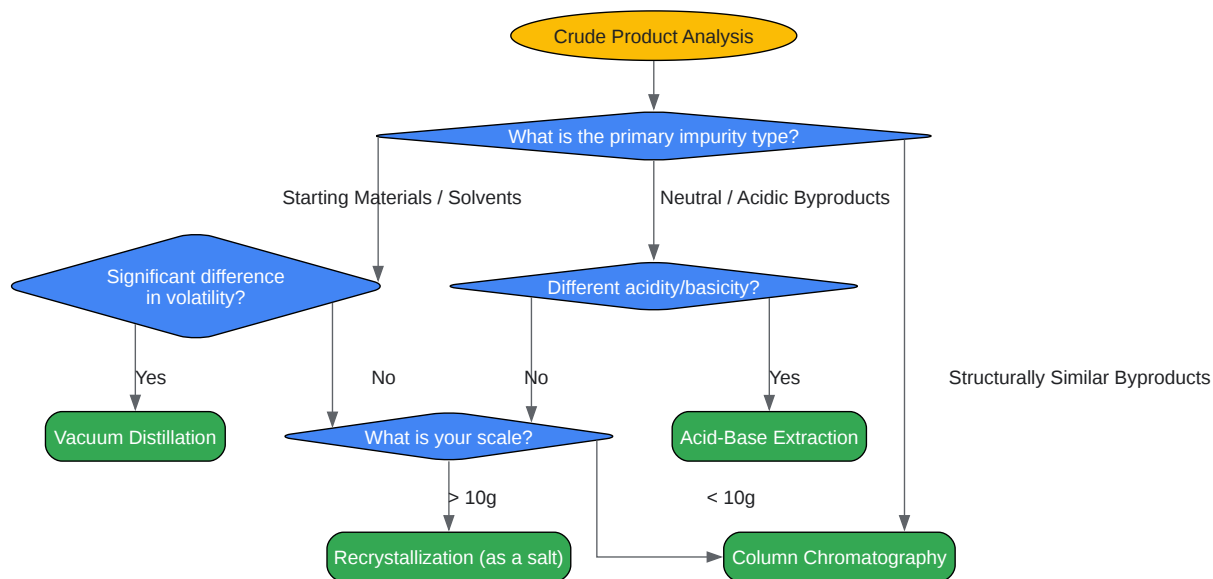 Crude Product Analysis
What is the primary impurity type?
Starting Materials / Solvents
Neutral / Acidic Byproducts
Significant difference
in volatility?
Different acidity/basicity?
Yes
No
No
Yes
Structurally Similar Byproducts
Vacuum Distillation
What is your scale?
Acid-Base Extraction
> 10g
< 10g
Recrystallization (as a salt)
Column Chromatography